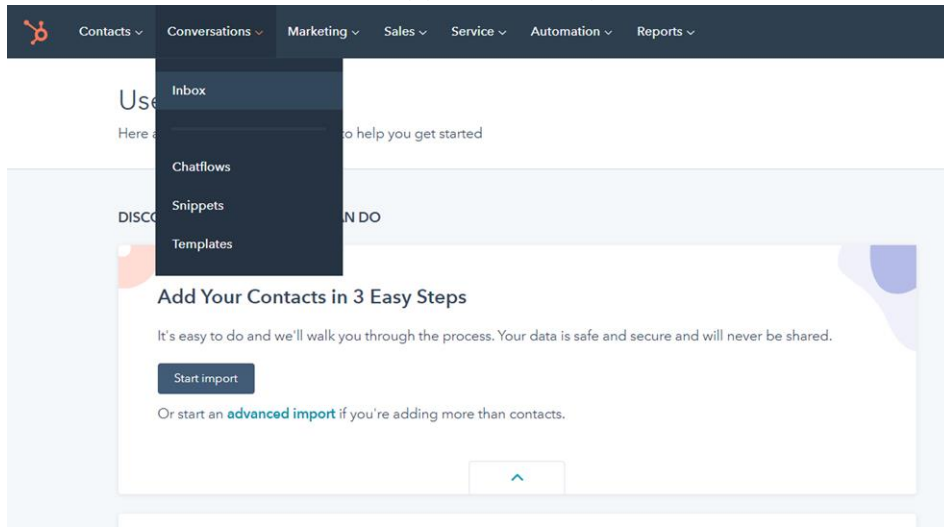 Contacts Conversations Marketing Sales Service Automation Reports
Inbox
Use
Here to help you get started
Chatflows
Snippets
DISCO AN DO
Templates
Add Your Contacts in 3 Easy Steps
It's easy to do and we'll walk you through the process. Your data is safe and secure and will never be shared.
Start import
Or start an advanced import if you're adding more than contacts.